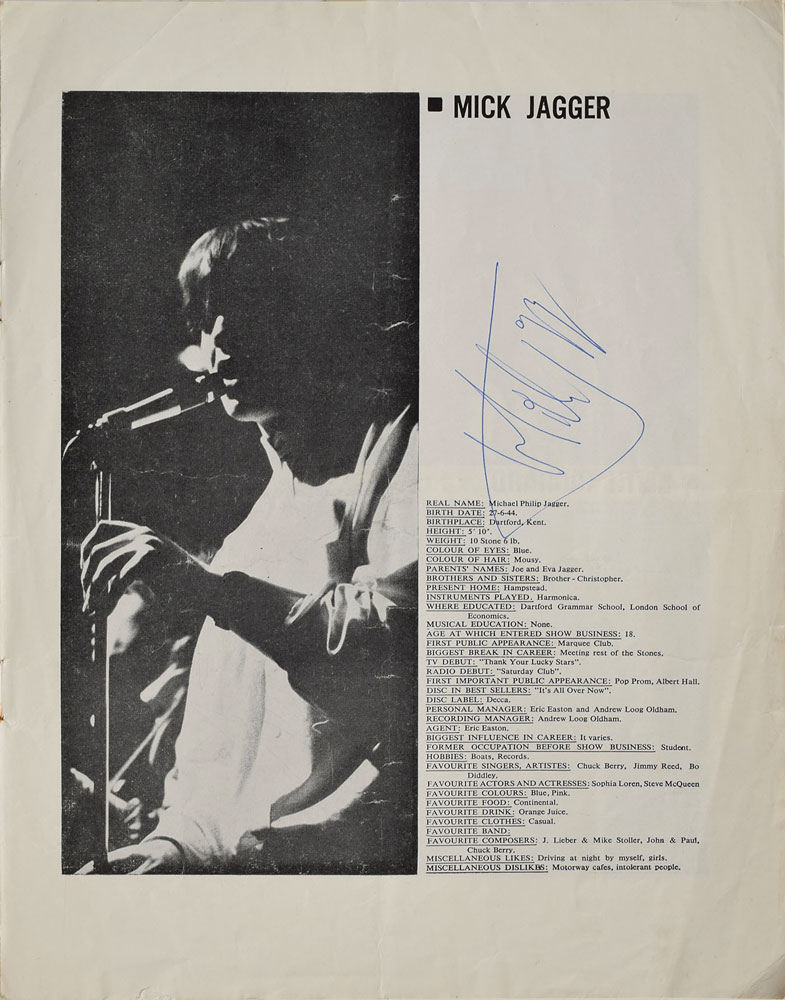 MICK JAGGER
REAL NAME: Michael Philip Jagger.
BIRTH DATE: 27-6-44.
BIRTHPLACE: Dartford, Kent.
HEIGHT: 5' 10".
WEIGHT: 10 Stone 6 lb.
COLOUR OF EYES: Blue.
COLOUR OF HAIR: Mousy.
PARENTS' NAMES: Joe and Eva Jagger.
BROTHERS AND SISTERS: Brother - Christopher.
PRESENT HOME: Hampstead.
INSTRUMENTS PLAYED. Harmonica.
WHERE EDUCATED: Dartford Grammar School, London School of
Economics.
MUSICAL EDUCATION: None.
AGE AT WHICH ENTERED SHOW BUSINESS: 18.
FIRST PUBLIC APPEARANCE: Marquee Club.
BIGGEST BREAK IN CAREER: Meeting rest of the Stones.
TV DEBUT: "Thank Your Lucky Stars".
RADIO DEBUT: "Saturday Club".
FIRST IMPORTANT PUBLIC APPEARANCE: Pop Prom, Albert Hall.
DISC IN BEST SELLERS: "It's All Over Now".
DISC LABEL: Decca.
PERSONAL MANAGER: Eric Easton and Andrew Loog Oldham.
RECORDING MANAGER: Andrew Loog Oldham.
AGENT: Eric Easton.
BIGGEST INFLUENCE IN CAREER: It varies.
FORMER OCCUPATION BEFORE SHOW BUSINESS: Student.
HOBBIES: Boats, Records.
FAVOURITE SINGERS, ARTISTES: Chuck Berry, Jimmy Reed, Bo
Diddley.
FAVOURITE ACTORS AND ACTRESSES: Sophia Loren, Steve McQueen
FAVOURITE COLOURS: Blue, Pink.
FAVOURITE FOOD: Continental.
FAVOURITE DRINK: Orange Juice.
FAVOURITE CLOTHES: Casual.
FAVOURITE BAND:
FAVOURITE COMPOSERS: J. Lieber & Mike Stoller, John & Paul,
Chuck Berry.
MISCELLANEOUS LIKES: Driving at night by myself, girls.
MISCELLANEOUS DISLIKES: Motorway cafes, intolerant people.